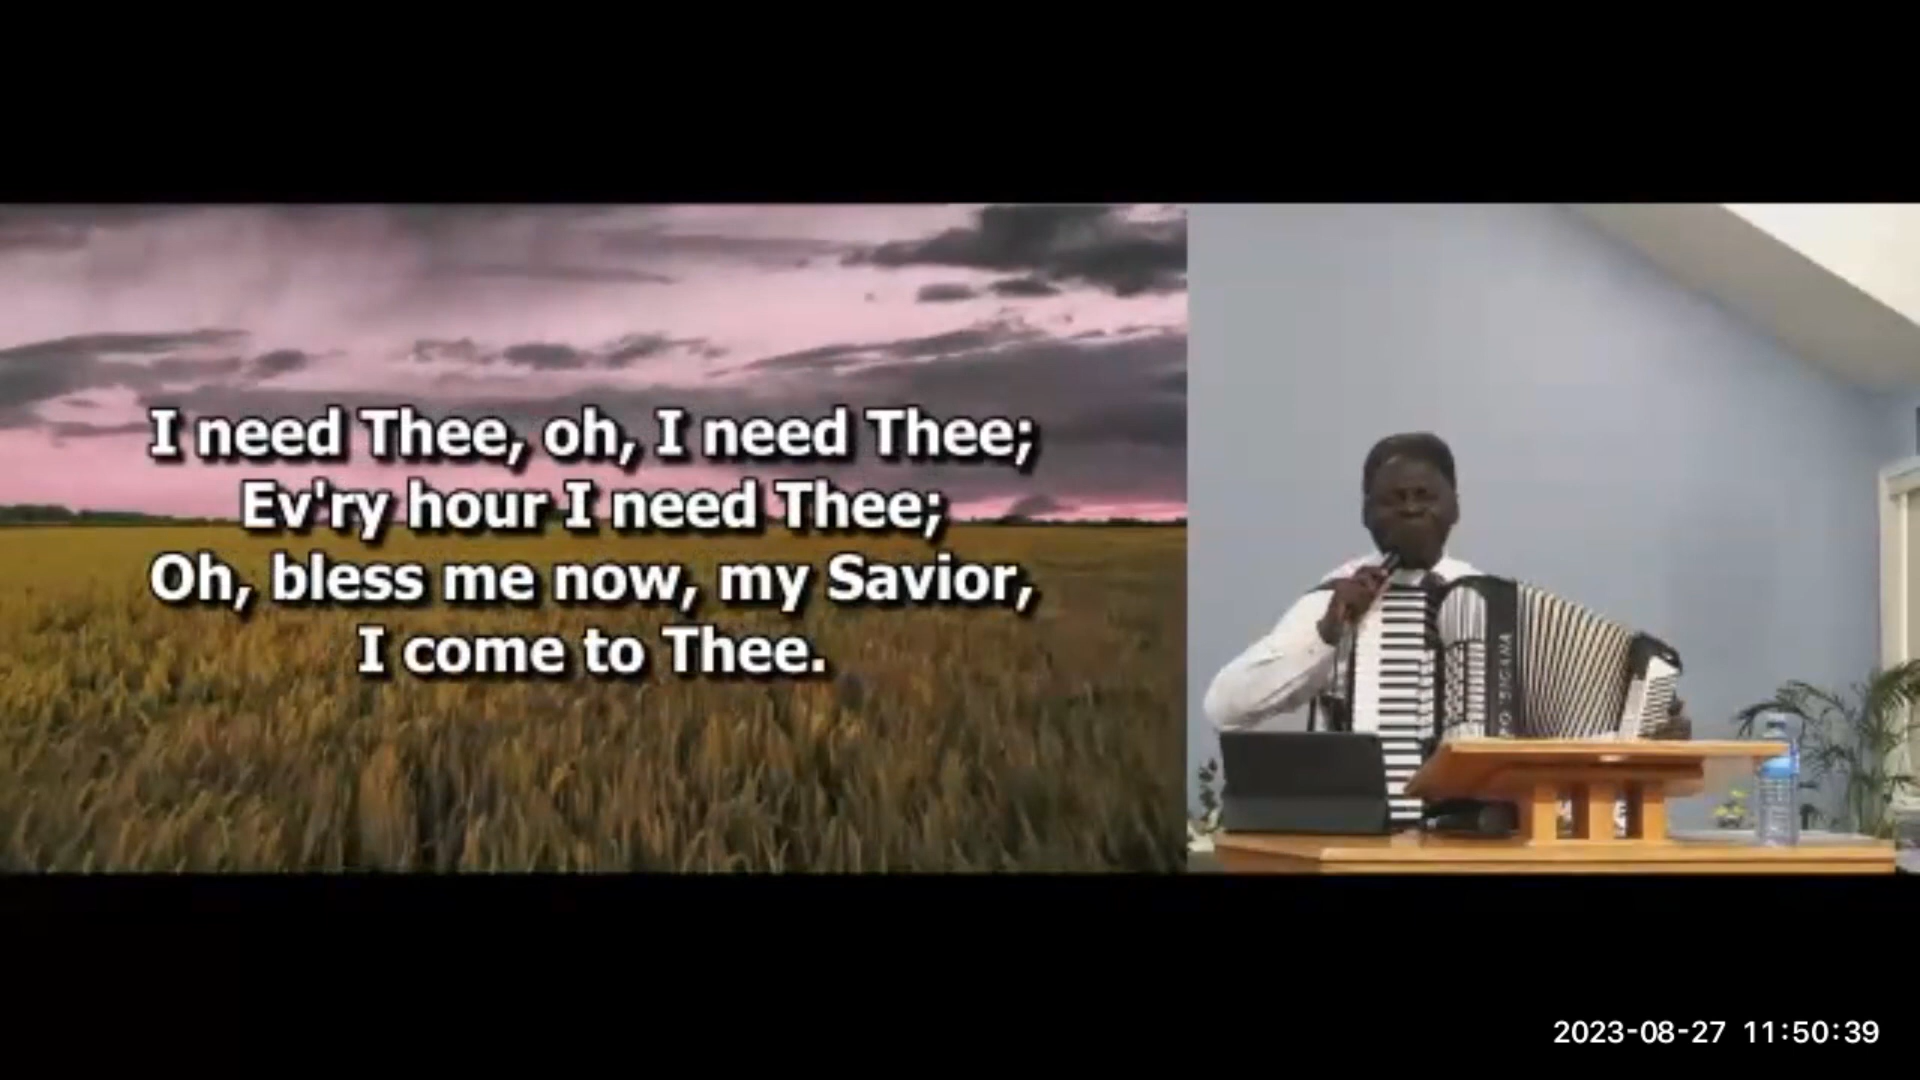 I need Thee, oh, I need Thee;
Ev'ry hour I need Thee;
Oh, bless me now, my Savior,
I come to Thee.
2023-08-27 11:50:39